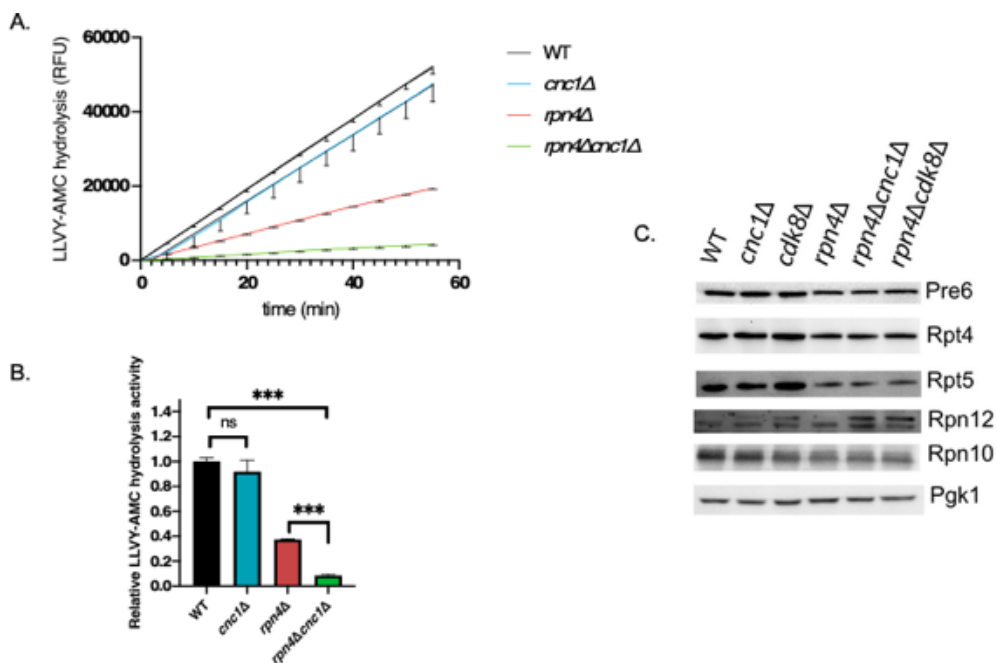 A.
LLVY-AMC hydrolysis (RFU)
60000
40000
20000
0
0
20
40
60
time (min)
WT
cnc1Δ
rpn4Δ
rpn4Δcnc1Δ
B.
Relative LLVY-AMC hydrolysis activity
1.4
1.2
1.0
0.8
0.6
0.4
0.2
0.0
***
ns
***
WT
cnc1Δ
rpn4Δ
rpn4Δcnc1Δ
C.
WT
cnc1Δ
cdk8Δ
rpn4Δ
rpn4Δcnc1Δ
rpn4Δcdk8Δ
Pre6
Rpt4
Rpt5
Rpn12
Rpn10
Pgk1